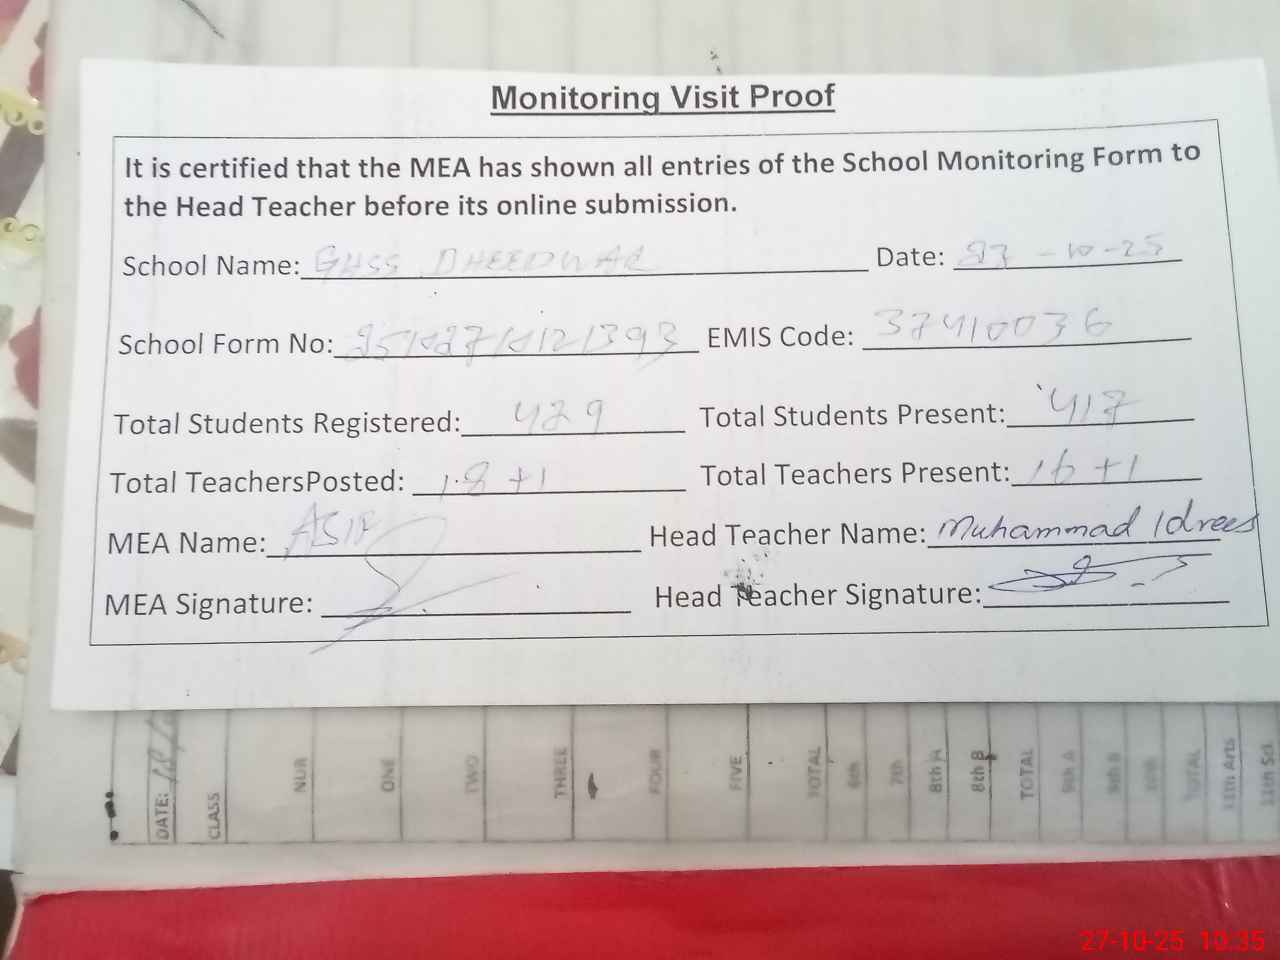 Monitoring Visit Proof
It is certified that the MEA has shown all entries of the School Monitoring Form to
the Head Teacher before its online submission.
School Name: GHSS DHEEDWAL Date: 27-10-25
School Form No: EMIS Code: 37410036
Total Students Registered: 429 Total Students Present: 417
Total TeachersPosted: 18+1 Total Teachers Present: 16+1
MEA Name: ASIF Head Teacher Name: Muhammad Idrees
MEA Signature: Head Teacher Signature:
DATE:
CLASS NUR ONE TWO THREE FOUR FIVE TOTAL 6th 7th 8th A 8th B TOTAL 9th A 9th B 10th TOTAL 11th Arts
27-10-25 10:35